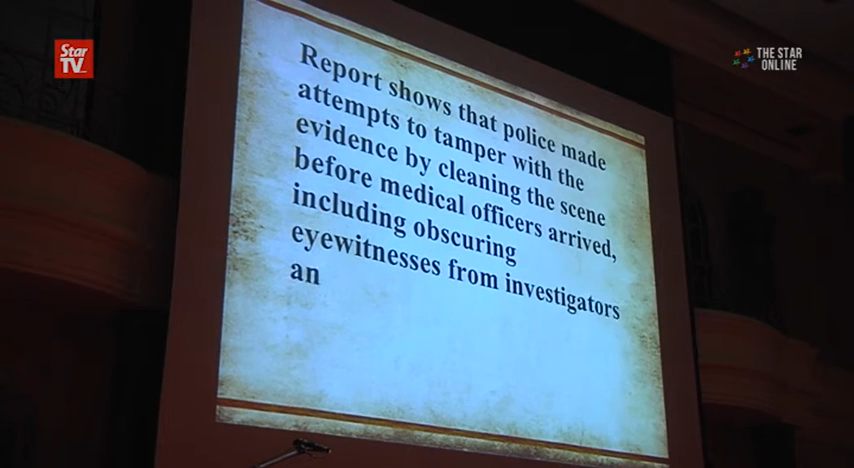 Star
TV
THE STAR
ONLINE
Report shows that police made
attempts to tamper with the
evidence by cleaning the scene
before medical officers arrived,
including obscuring
eyewitnesses from investigators
an